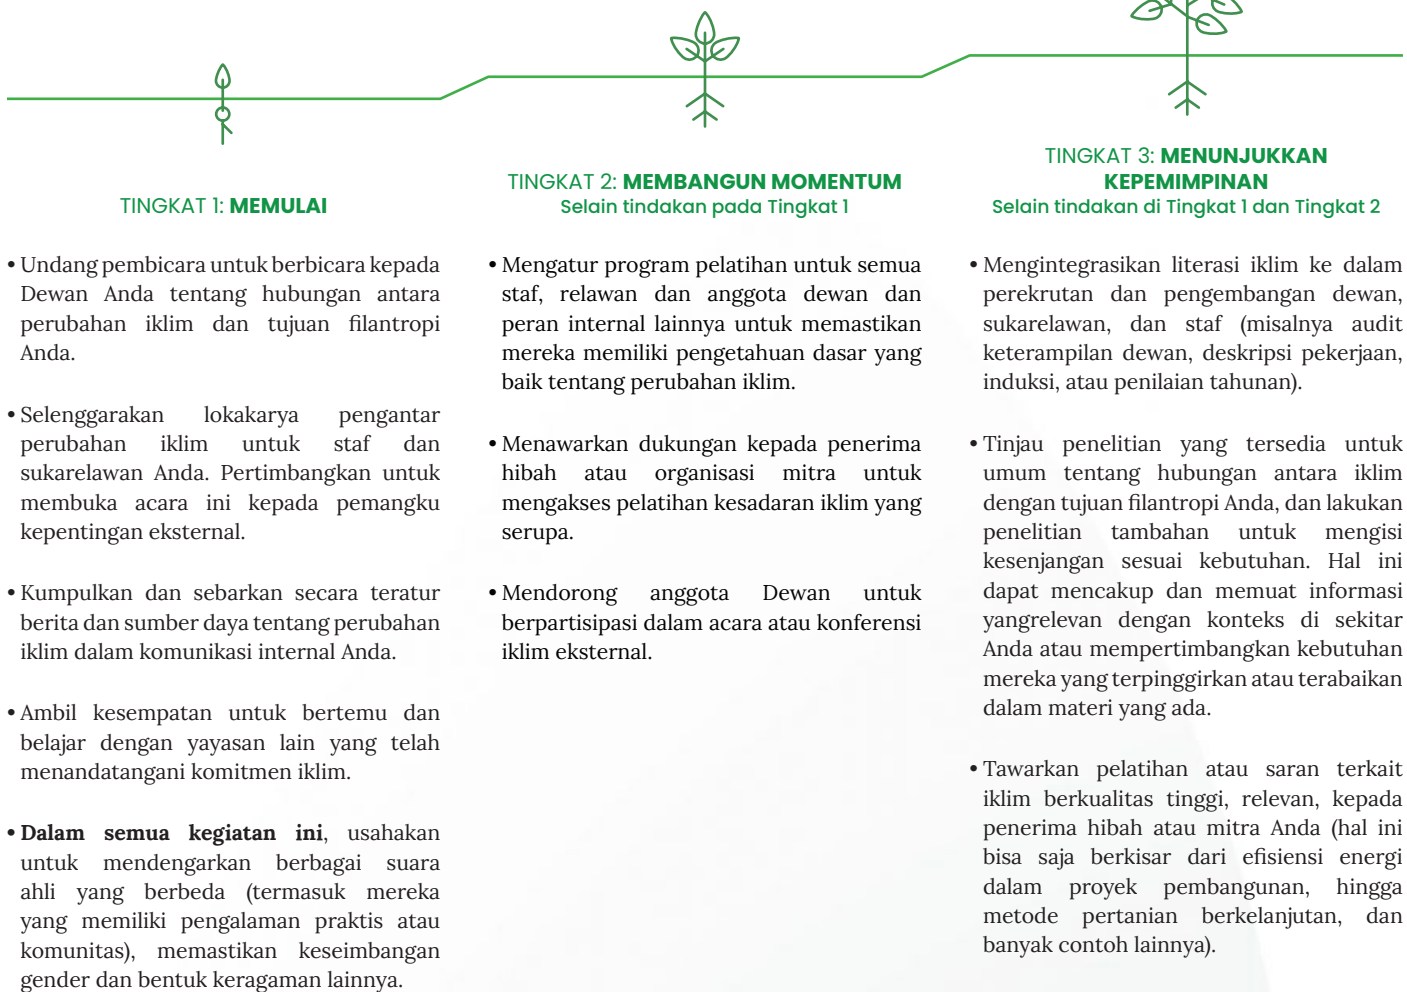 TINGKAT 1: MEMULAI
• Undang pembicara untuk berbicara kepada
Dewan Anda tentang hubungan antara
perubahan iklim dan tujuan filantropi
Anda.
• Selenggarakan lokakarya pengantar
perubahan iklim untuk staf dan
sukarelawan Anda. Pertimbangkan untuk
membuka acara ini kepada pemangku
kepentingan eksternal.
• Kumpulkan dan sebarkan secara teratur
berita dan sumber daya tentang perubahan
iklim dalam komunikasi internal Anda.
• Ambil kesempatan untuk bertemu dan
belajar dengan yayasan lain yang telah
menandatangani komitmen iklim.
• Dalam semua kegiatan ini, usahakan
untuk mendengarkan berbagai suara
ahli yang berbeda (termasuk mereka
yang memiliki pengalaman praktis atau
komunitas), memastikan keseimbangan
gender dan bentuk keragaman lainnya.
TINGKAT 2: MEMBANGUN MOMENTUM
Selain tindakan pada Tingkat 1
• Mengatur program pelatihan untuk semua
staf, relawan dan anggota dewan dan
peran internal lainnya untuk memastikan
mereka memiliki pengetahuan dasar yang
baik tentang perubahan iklim.
• Menawarkan dukungan kepada penerima
hibah atau organisasi mitra untuk
mengakses pelatihan kesadaran iklim yang
serupa.
• Mendorong anggota Dewan untuk
berpartisipasi dalam acara atau konferensi
iklim eksternal.
TINGKAT 3: MENUNJUKKAN
KEPEMIMPINAN
Selain tindakan di Tingkat 1 dan Tingkat 2
• Mengintegrasikan literasi iklim ke dalam
perekrutan dan pengembangan dewan,
sukarelawan, dan staf (misalnya audit
keterampilan dewan, deskripsi pekerjaan,
induksi, atau penilaian tahunan).
• Tinjau penelitian yang tersedia untuk
umum tentang hubungan antara iklim
dengan tujuan filantropi Anda, dan lakukan
penelitian tambahan untuk mengisi
kesenjangan sesuai kebutuhan. Hal ini
dapat mencakup dan memuat informasi
yangrelevan dengan konteks di sekitar
Anda atau mempertimbangkan kebutuhan
mereka yang terpinggirkan atau terabaikan
dalam materi yang ada.
• Tawarkan pelatihan atau saran terkait
iklim berkualitas tinggi, relevan, kepada
penerima hibah atau mitra Anda (hal ini
bisa saja berkisar dari efisiensi energi
dalam proyek pembangunan, hingga
metode pertanian berkelanjutan, dan
banyak contoh lainnya).